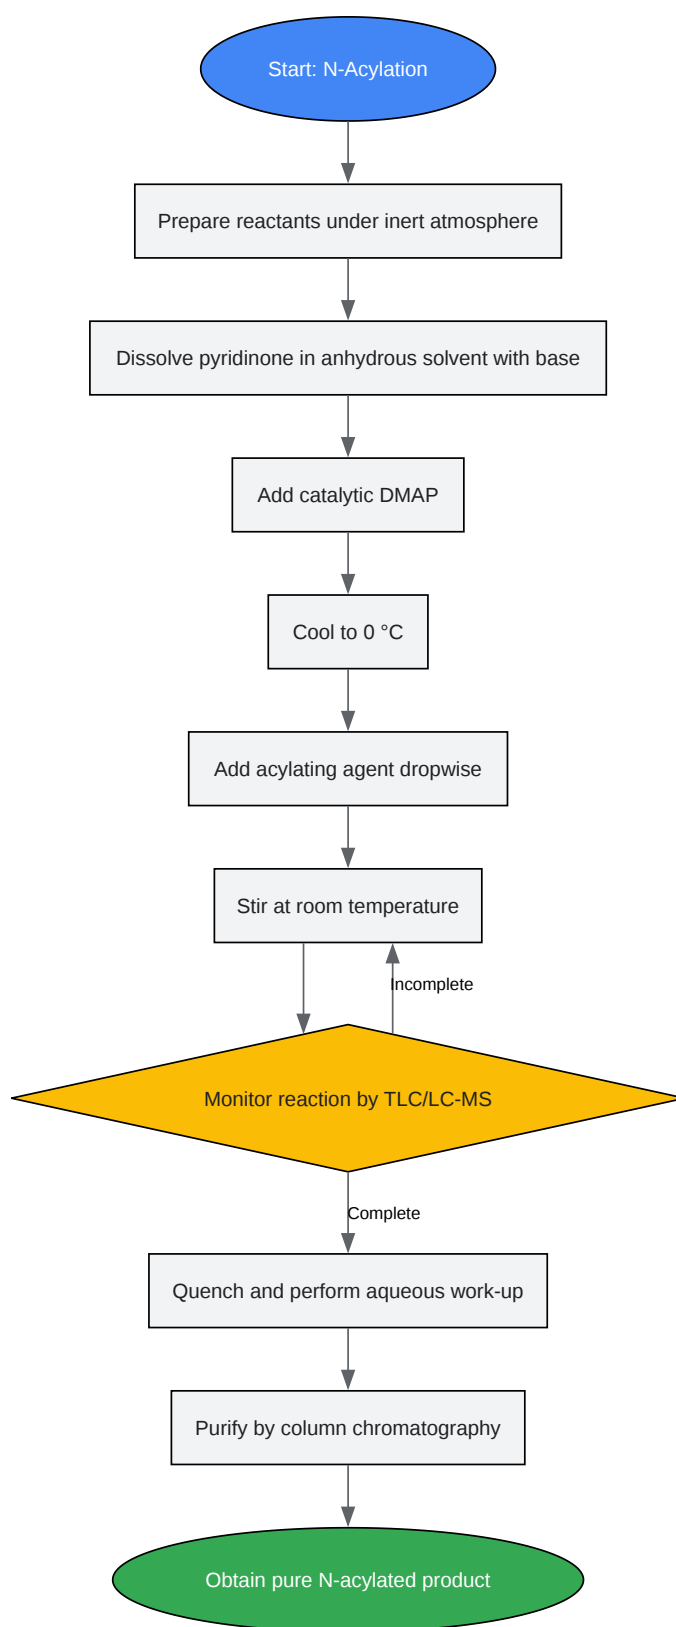 Start: N-Acylation
Prepare reactants under inert atmosphere
Dissolve pyridinone in anhydrous solvent with base
Add catalytic DMAP
Cool to 0 °C
Add acylating agent dropwise
Stir at room temperature
Incomplete
Monitor reaction by TLC/LC-MS
Complete
Quench and perform aqueous work-up
Purify by column chromatography
Obtain pure N-acylated product